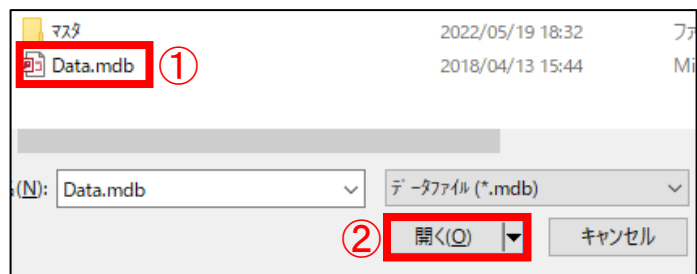 ﾏｽﾀ 2022/05/19 18:32 ﾌｧ
Data.mdb ① 2018/04/13 15:44 Mi
(N): Data.mdb ﾃﾞｰﾀﾌｧｲﾙ (*.mdb)
② 開く(O) ▼ キャンセル